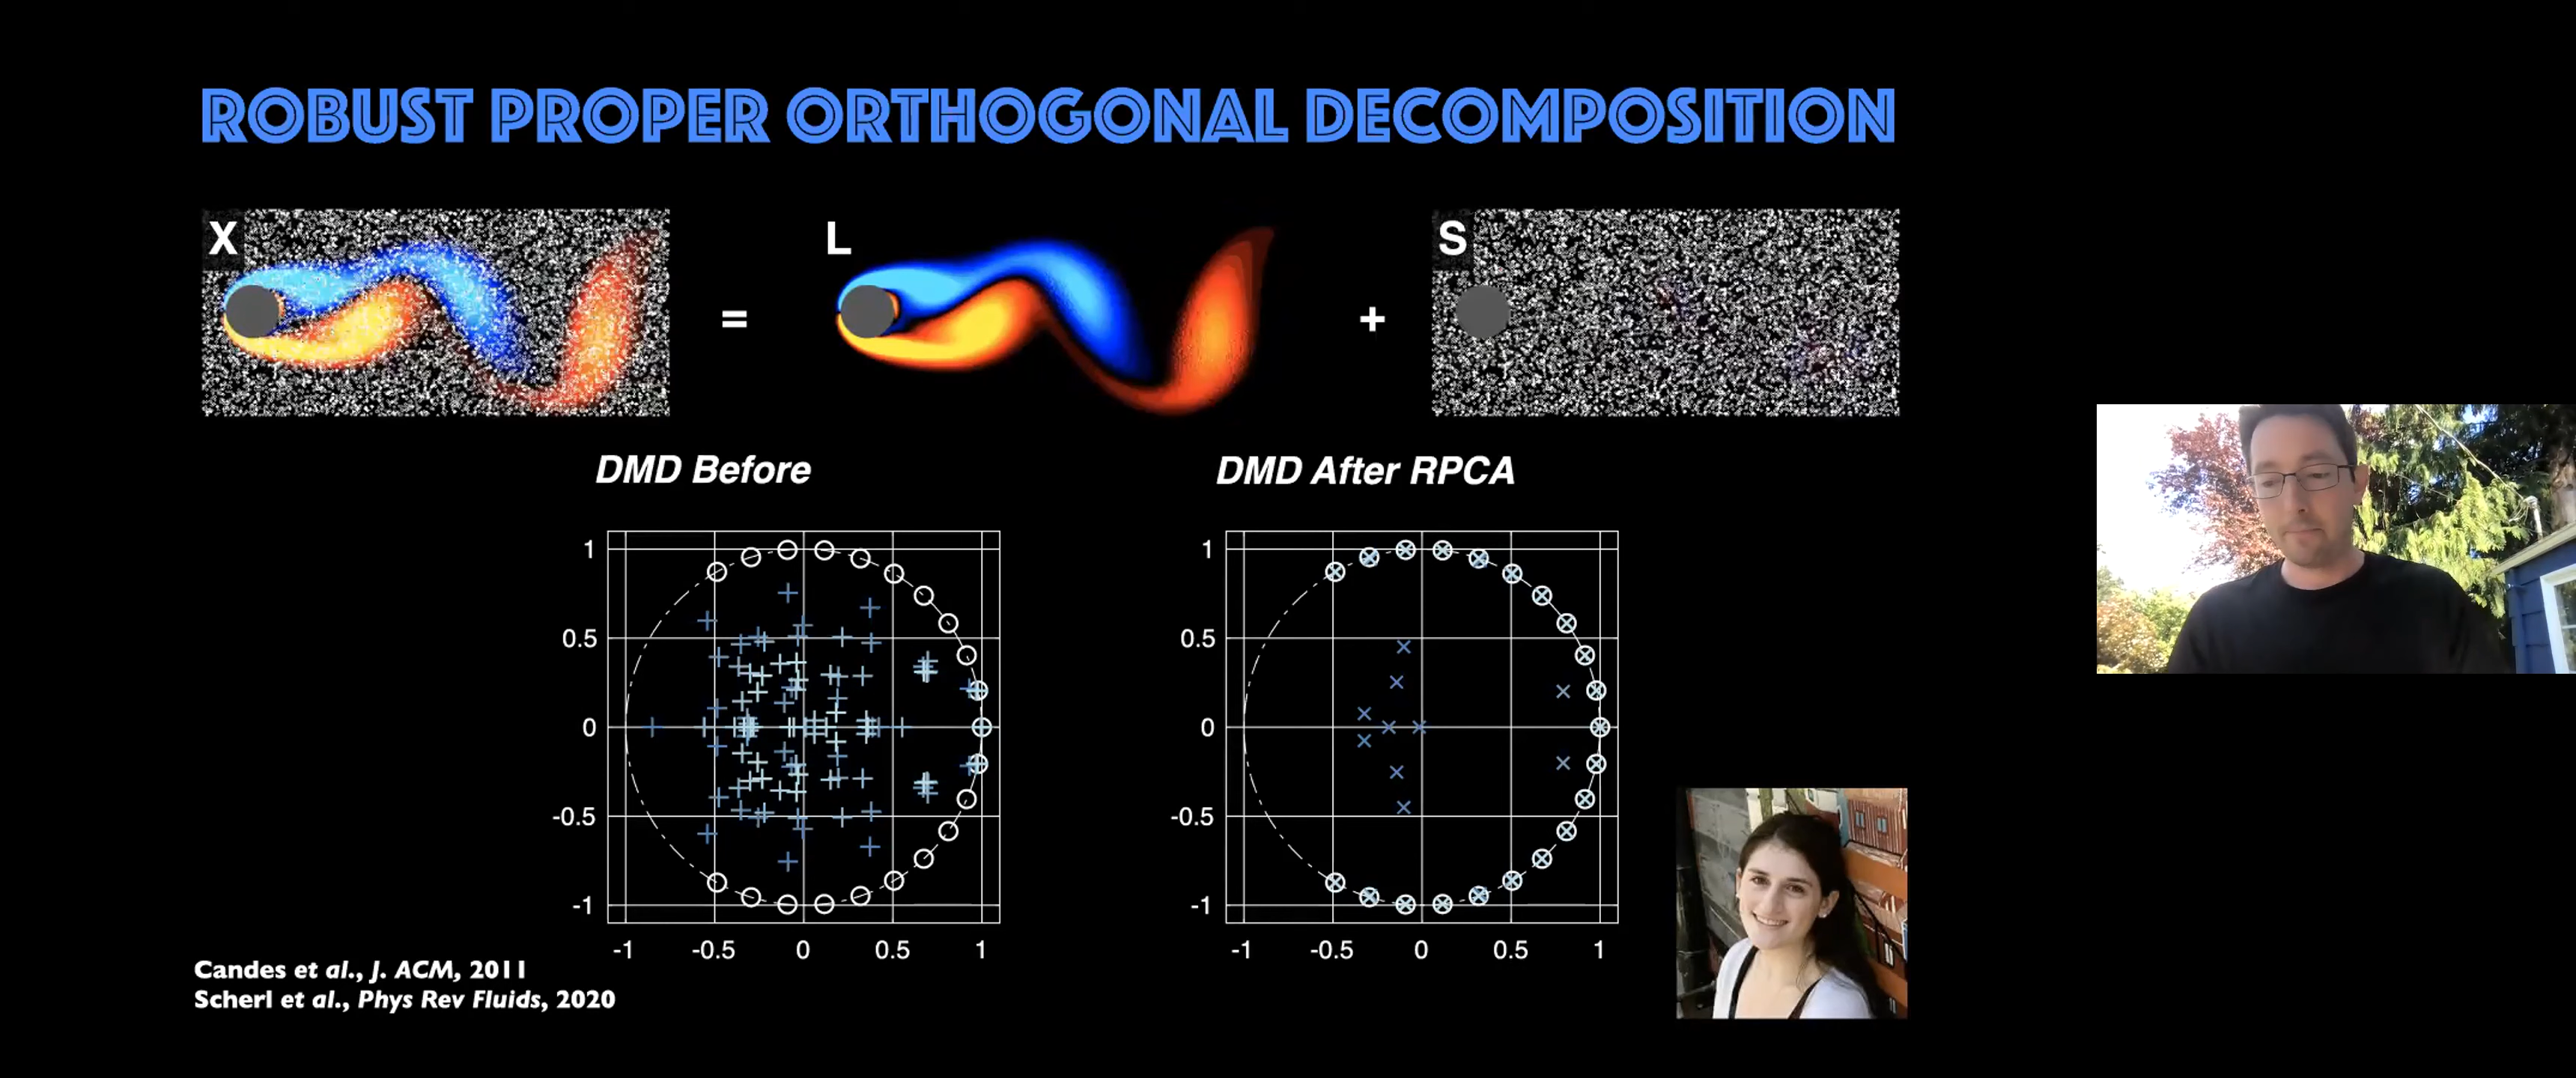 ROBUST PROPER ORTHOGONAL DECOMPOSITION
X
=
L
+
S
DMD Before
1
0.5
0
-0.5
-1
-1 -0.5 0 0.5 1
DMD After RPCA
1
0.5
0
-0.5
-1
-1 -0.5 0 0.5 1
Candes et al., J. ACM, 2011
Scherl et al., Phys Rev Fluids, 2020